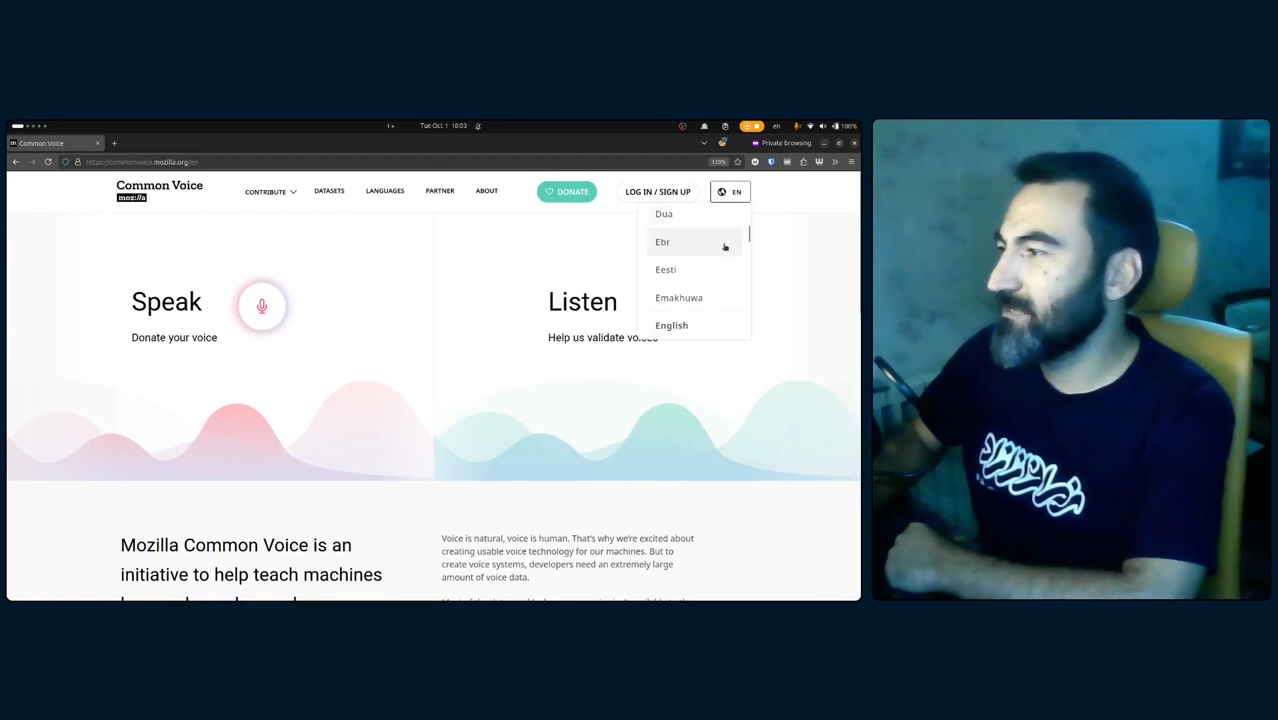 Tue Oct 1 18:03
en
100%
Common Voice
Private browsing
https://commonvoice.mozilla.org/en
120%
Common Voice
moz://a
CONTRIBUTE
DATASETS
LANGUAGES
PARTNER
ABOUT
DONATE
LOG IN / SIGN UP
EN
Dua
Ebr
Eesti
Emakhuwa
English
Speak
Donate your voice
Listen
Help us validate voices
Mozilla Common Voice is an
initiative to help teach machines
Voice is natural, voice is human. That's why we're excited about
creating usable voice technology for our machines. But to
create voice systems, developers need an extremely large
amount of voice data.